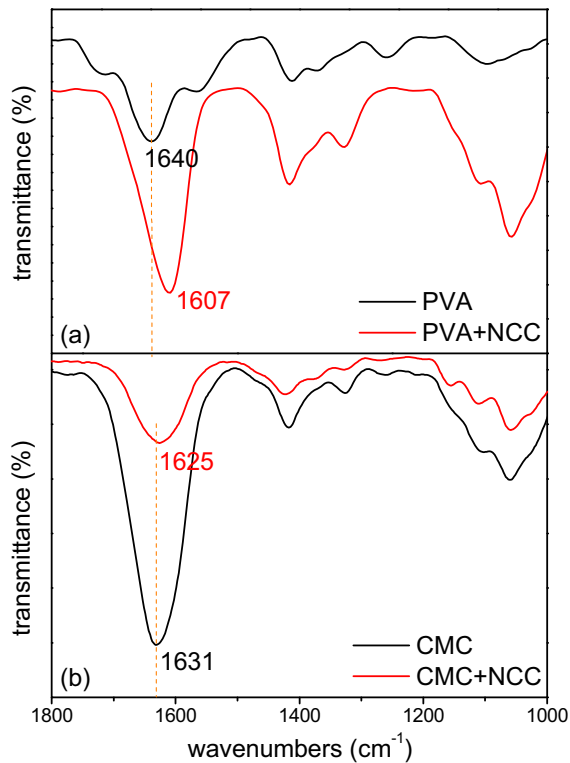 transmittance (%)
1640
1607
PVA
PVA+NCC
(a)
transmittance (%)
1625
1631
CMC
CMC+NCC
(b)
1800 1600 1400 1200 1000
wavenumbers (cm⁻¹)